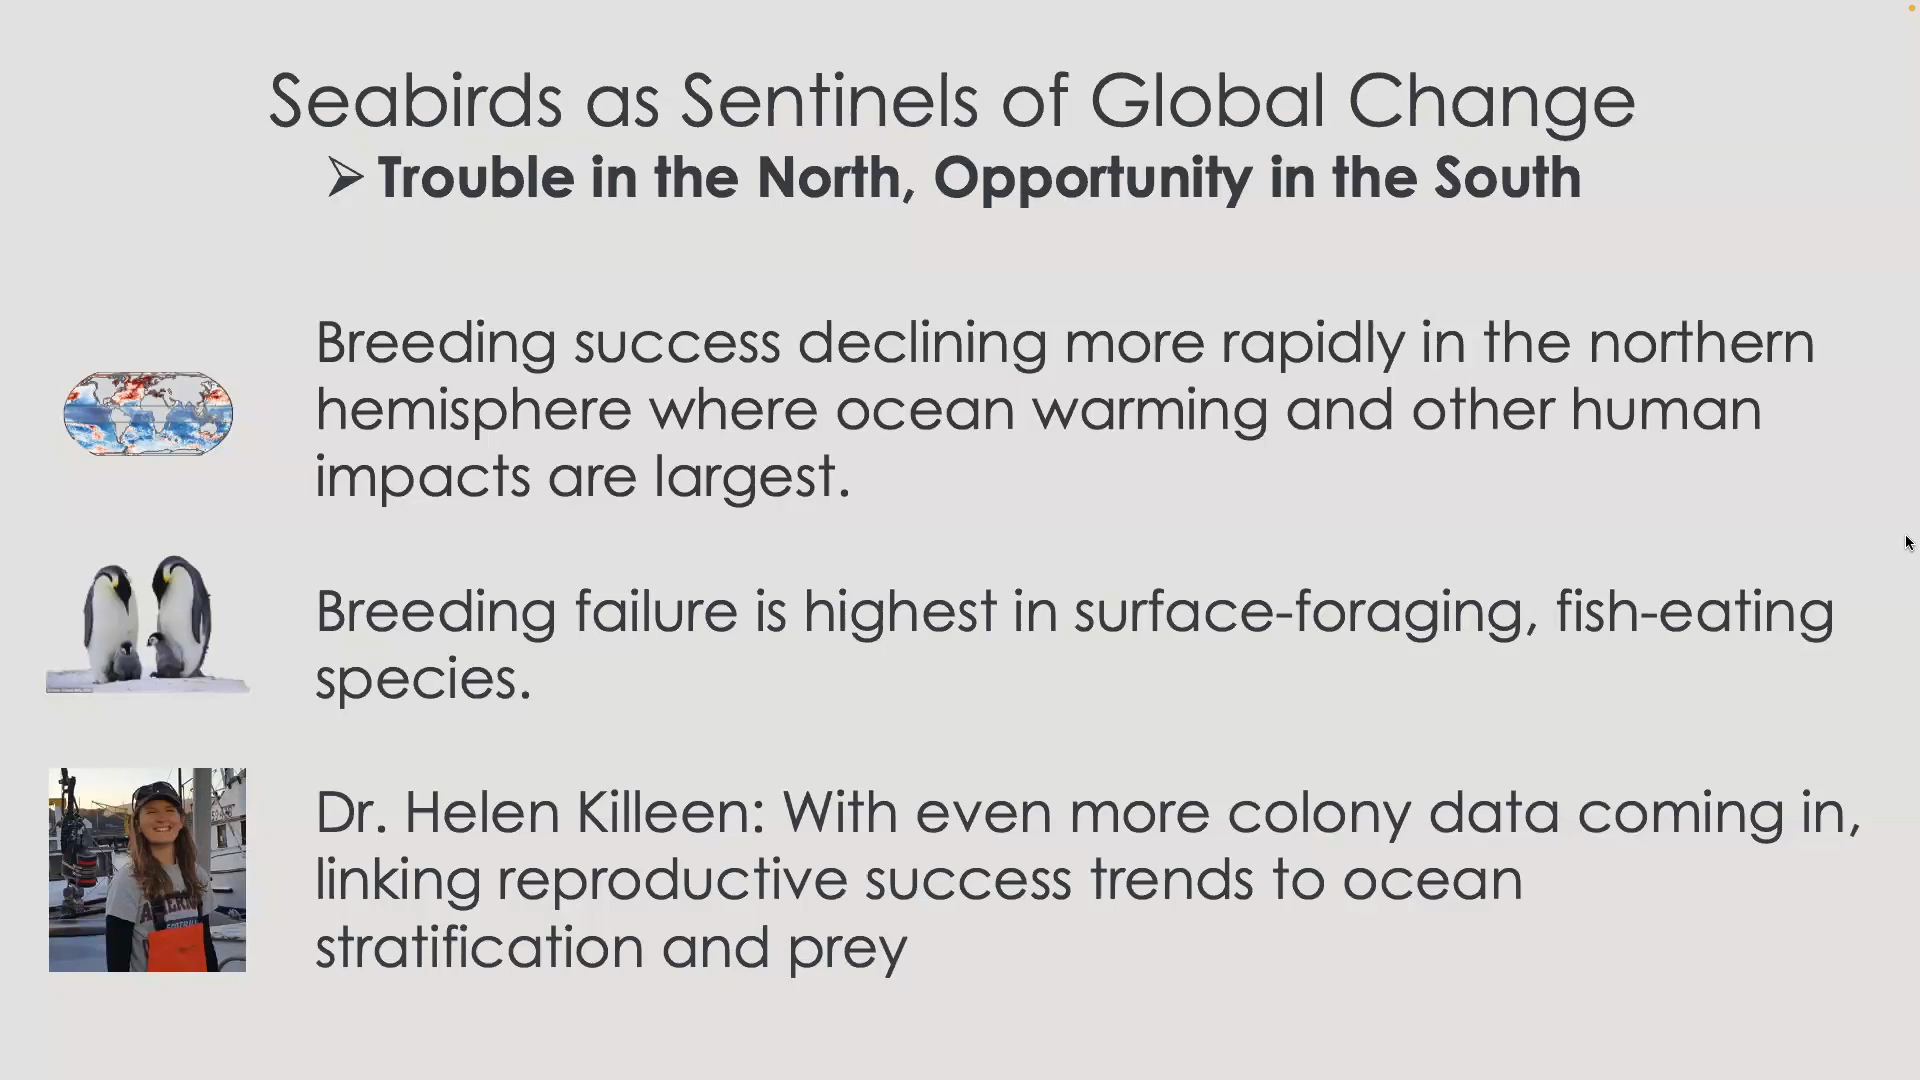 Seabirds as Sentinels of Global Change
➢ Trouble in the North, Opportunity in the South
Breeding success declining more rapidly in the northern
hemisphere where ocean warming and other human
impacts are largest.
Breeding failure is highest in surface-foraging, fish-eating
species.
Dr. Helen Killeen: With even more colony data coming in,
linking reproductive success trends to ocean
stratification and prey